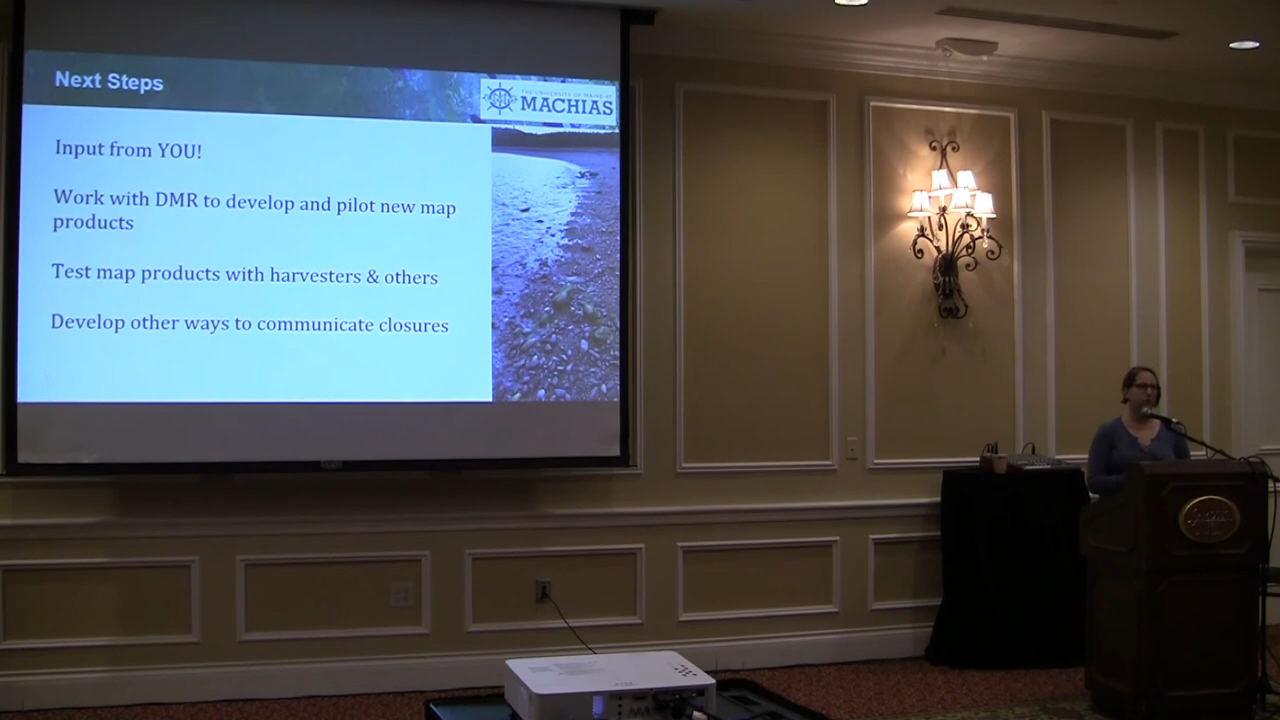 Next Steps
THE UNIVERSITY OF MAINE AT
MACHIAS
Input from YOU!
Work with DMR to develop and pilot new map
products
Test map products with harvesters & others
Develop other ways to communicate closures